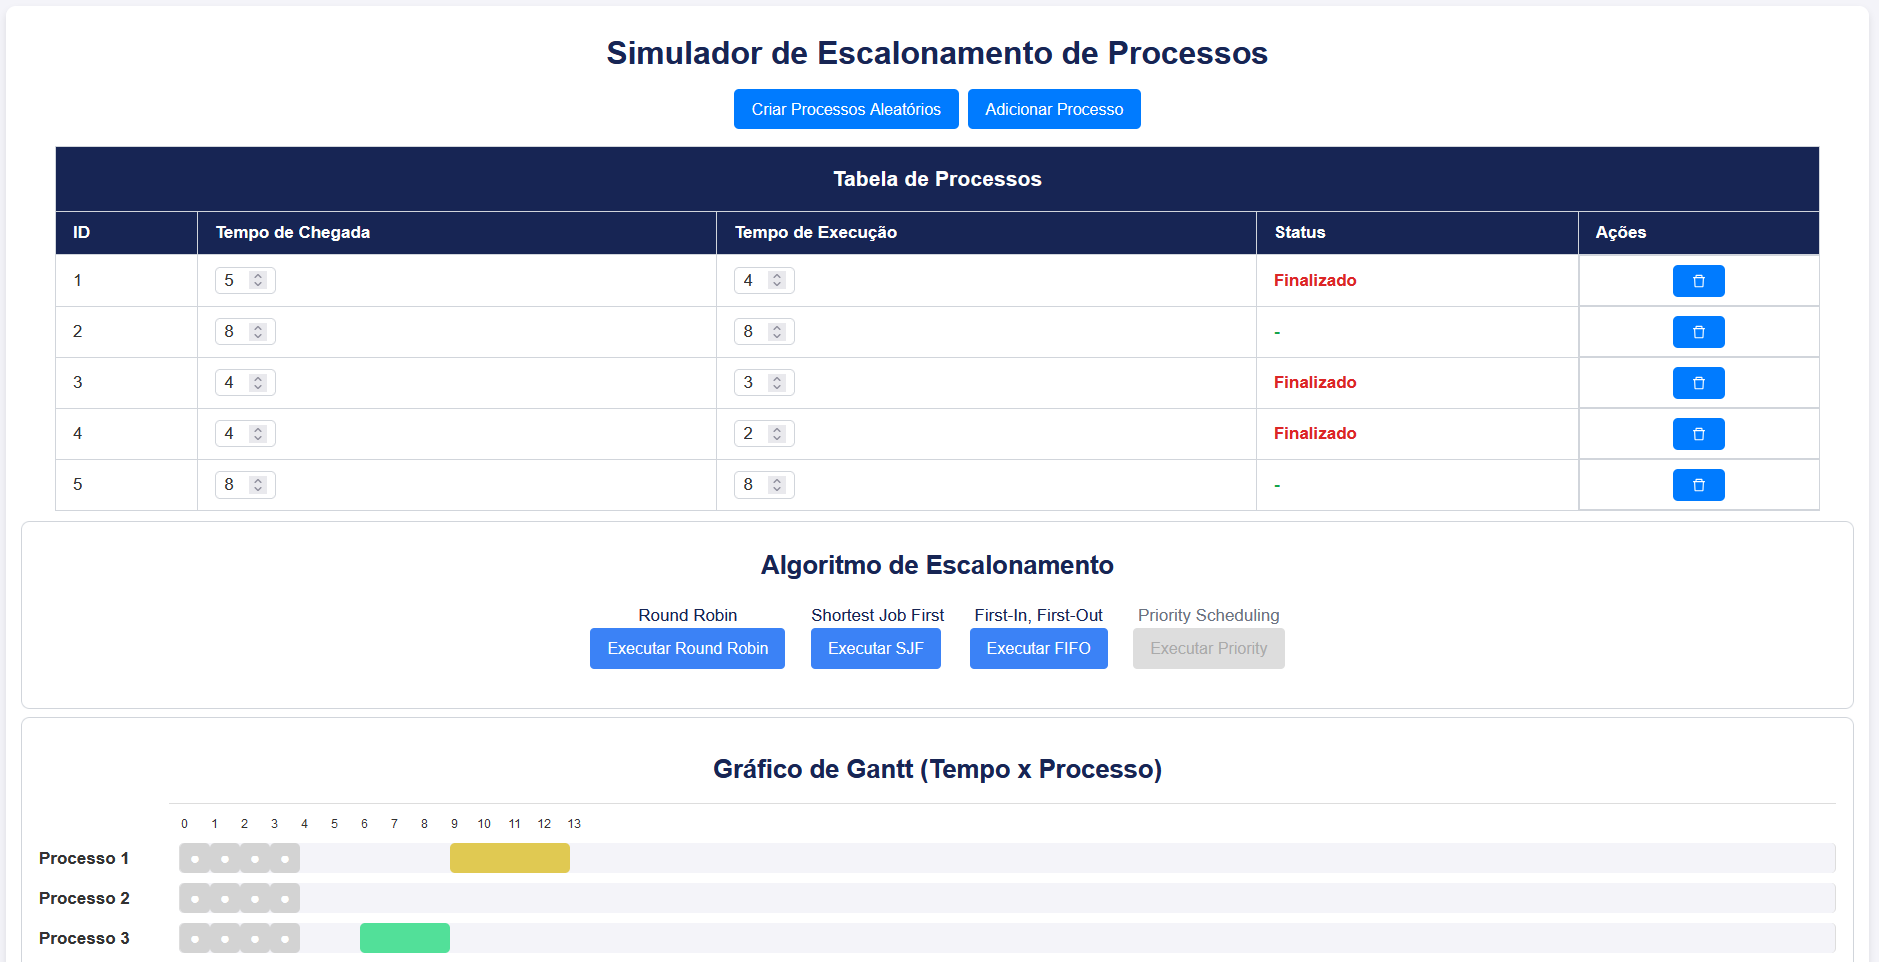 Simulador de Escalonamento de Processos
Criar Processos Aleatórios Adicionar Processo
Tabela de Processos
ID Tempo de Chegada Tempo de Execução Status Ações
1 5 4 Finalizado
2 8 8 -
3 4 3 Finalizado
4 4 2 Finalizado
5 8 8 -
Algoritmo de Escalonamento
Round Robin Shortest Job First First-In, First-Out Priority Scheduling
Executar Round Robin Executar SJF Executar FIFO Executar Priority
Gráfico de Gantt (Tempo x Processo)
0 1 2 3 4 5 6 7 8 9 10 11 12 13
Processo 1
Processo 2
Processo 3